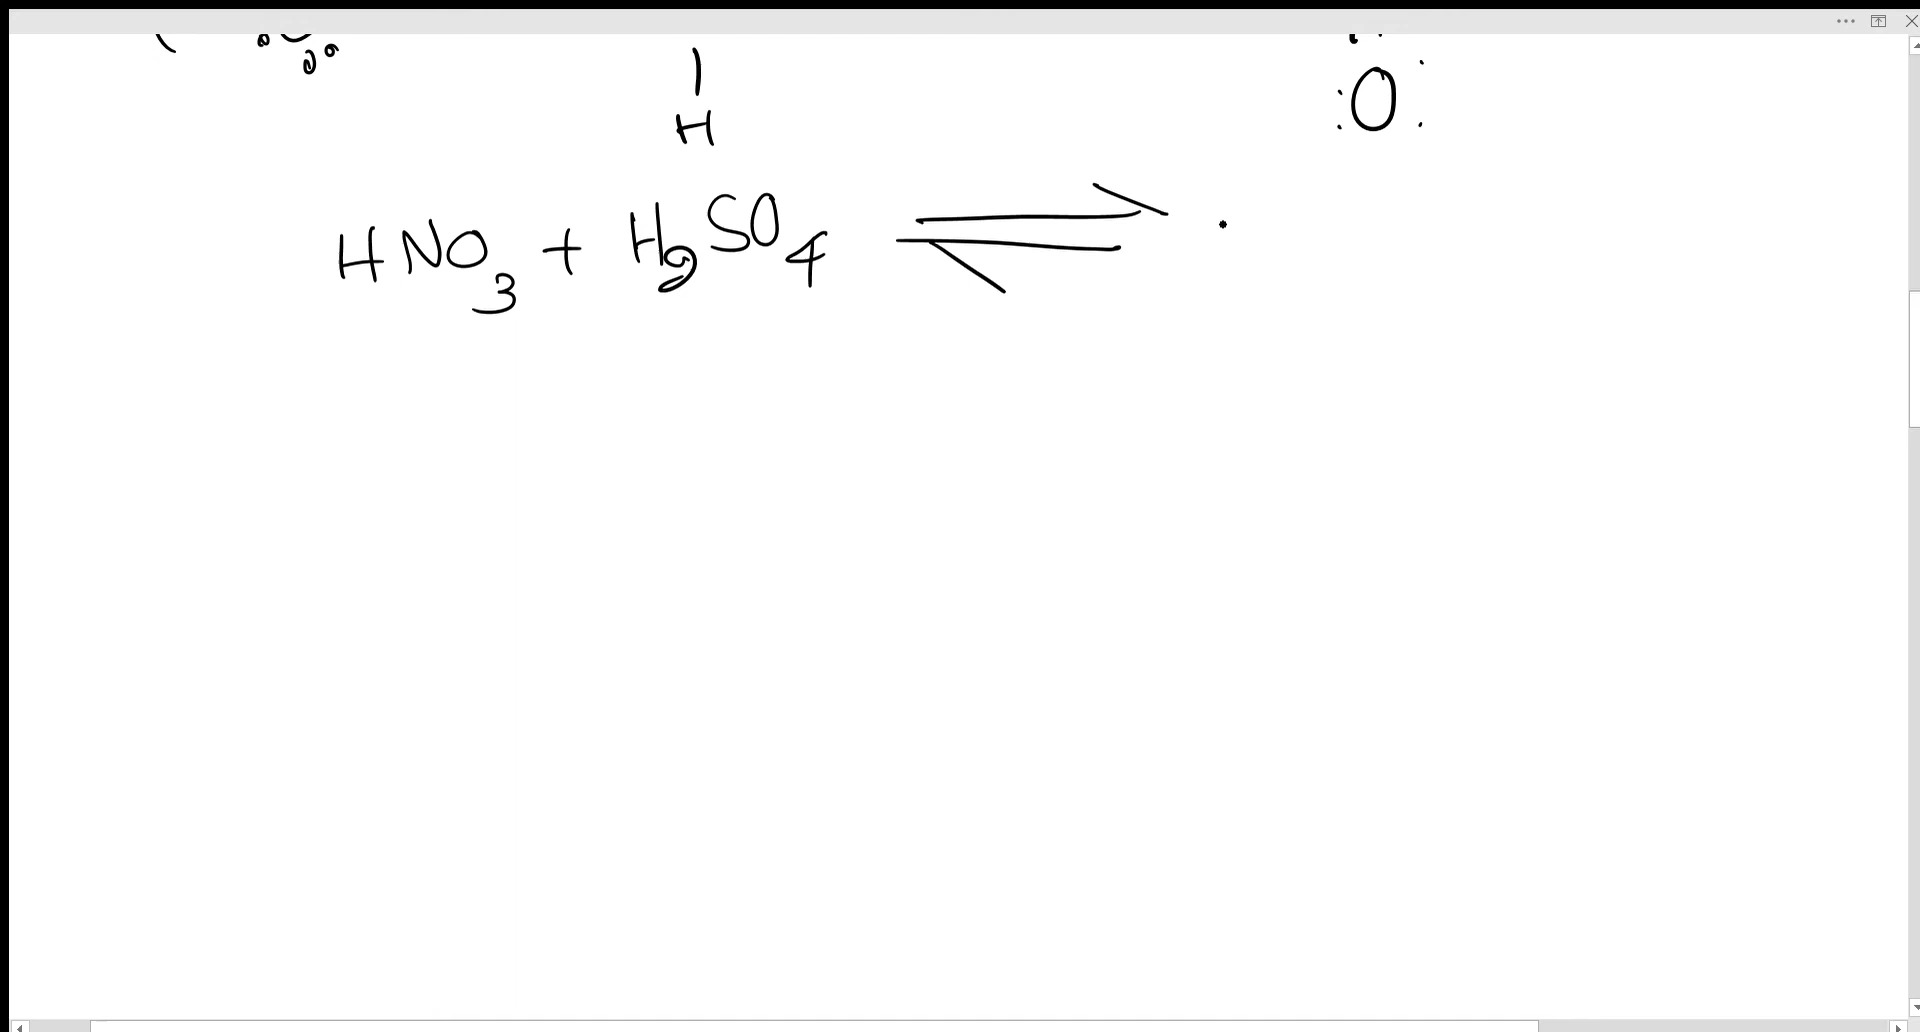 :O:
H
HNO3 + H2SO4 ⇌